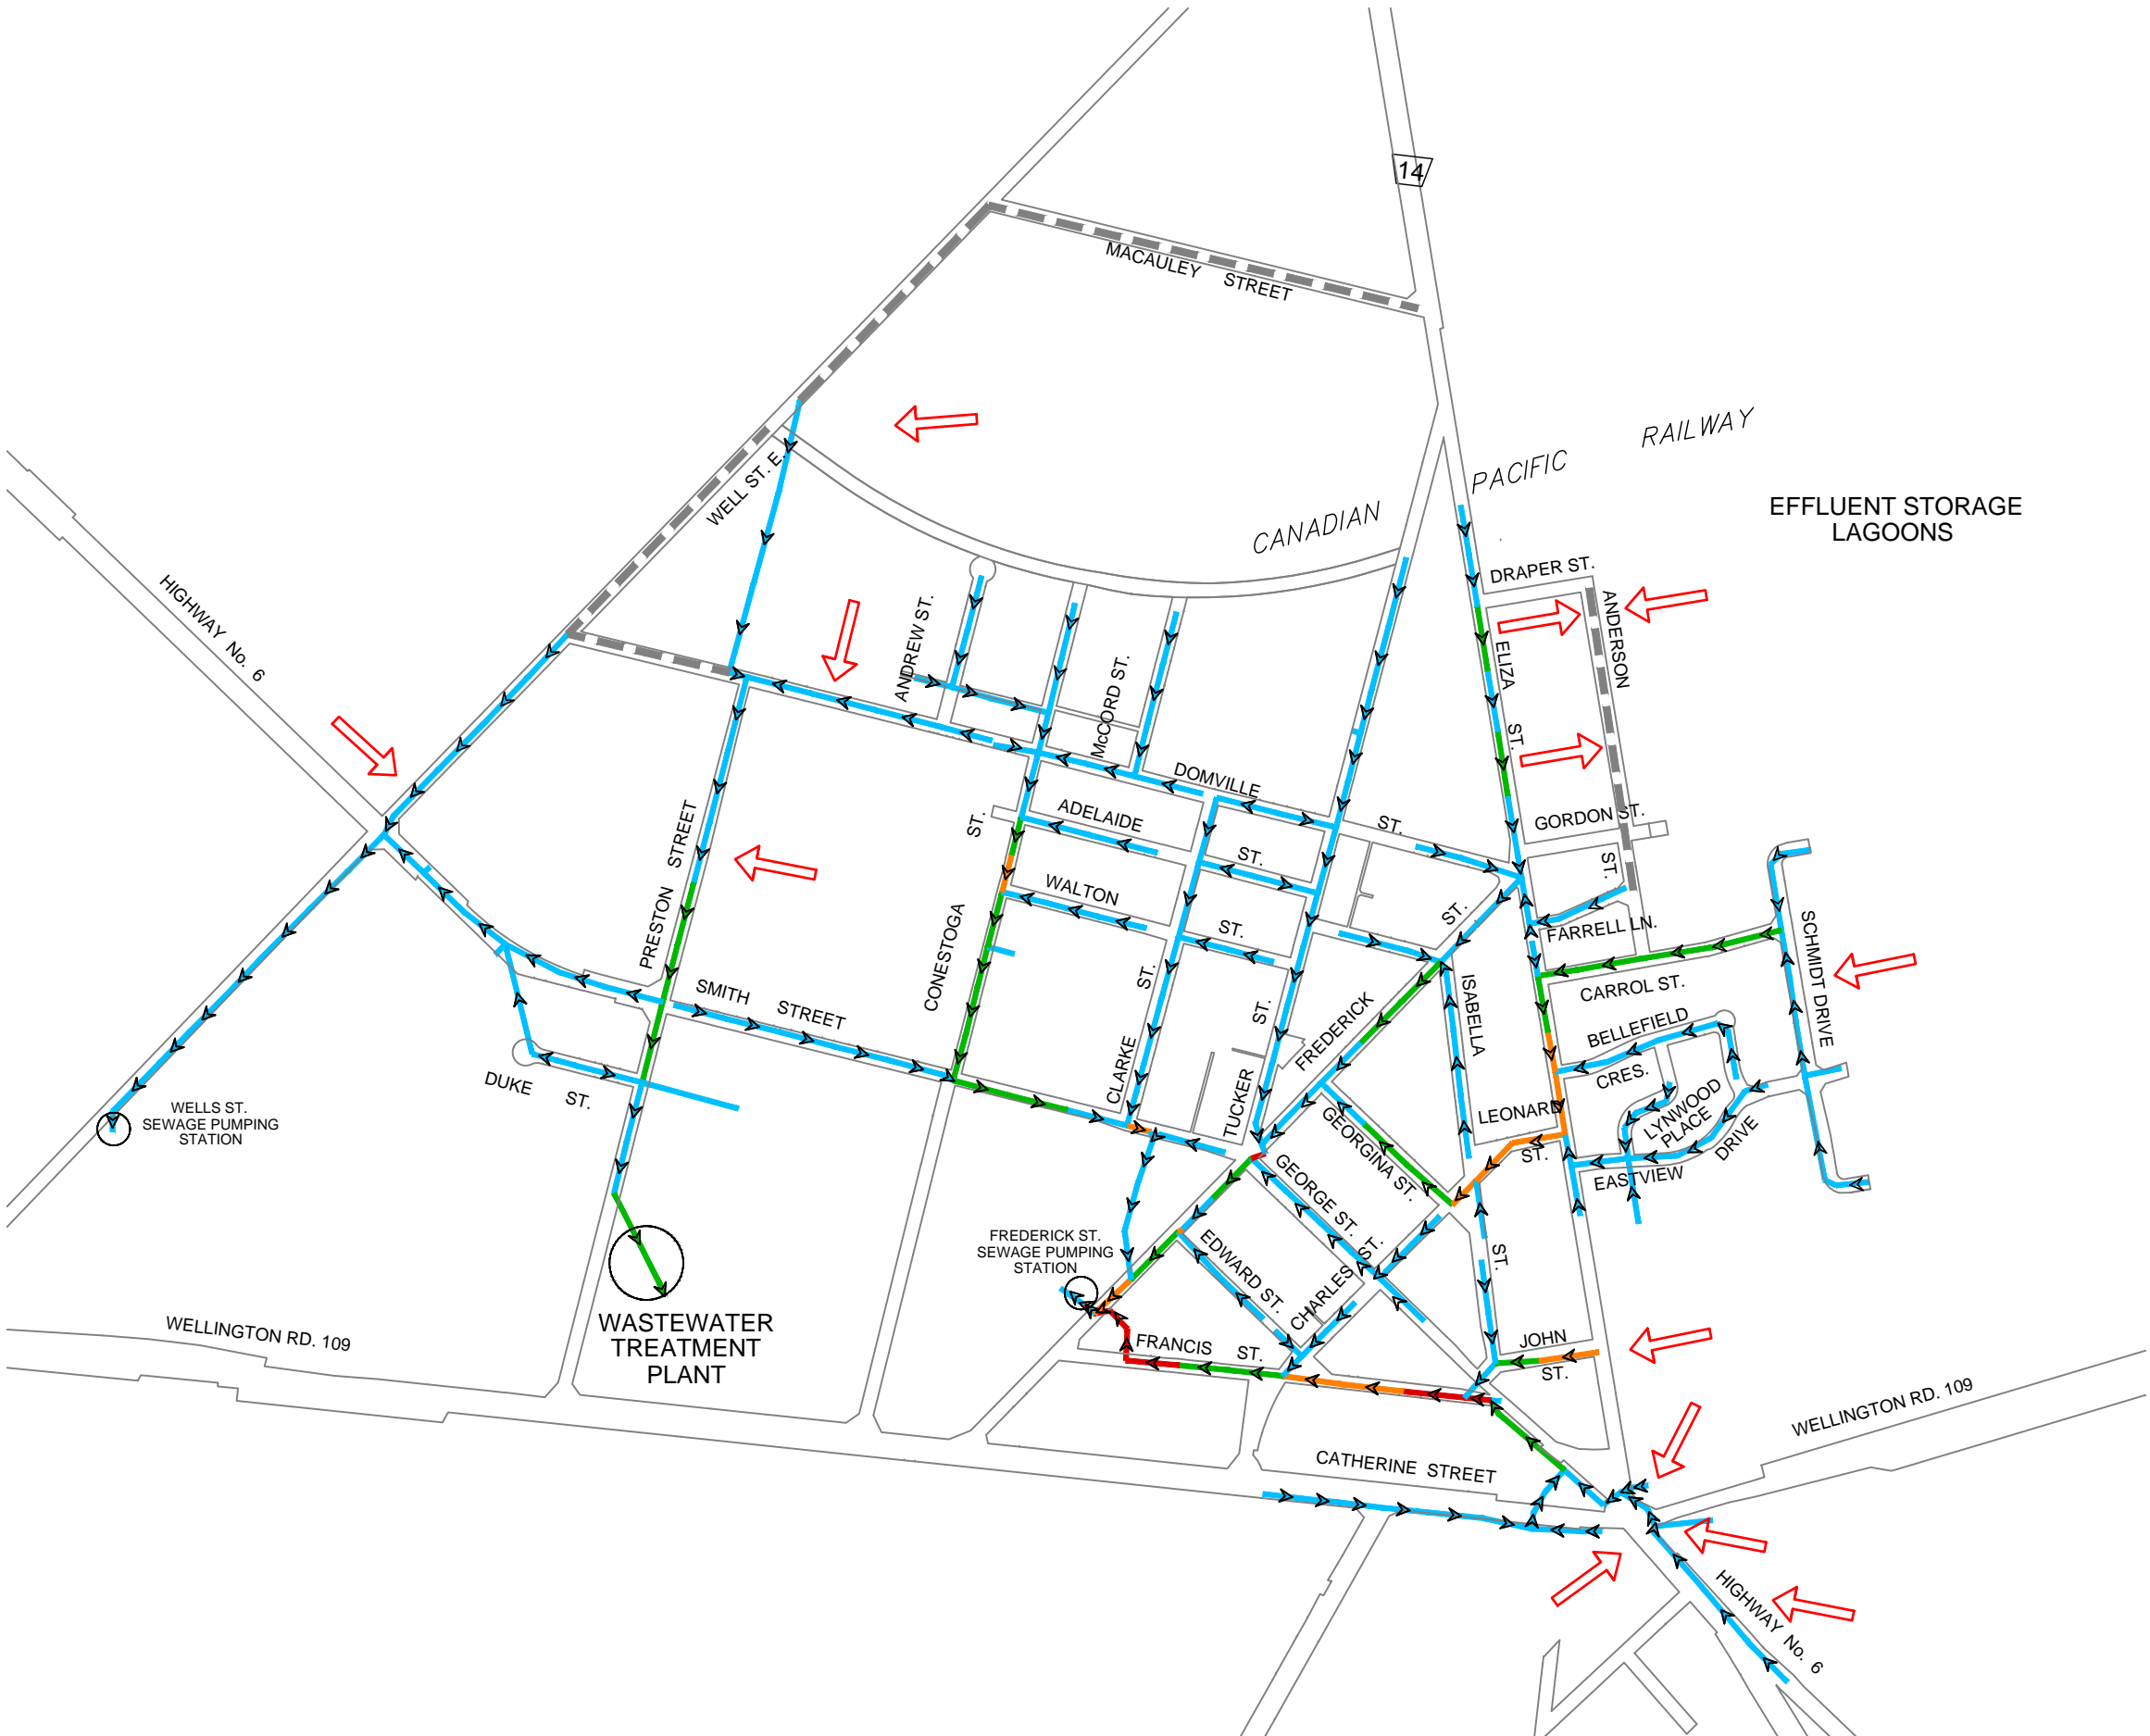 14
MACAULEY STREET
CANADIAN PACIFIC RAILWAY
WELL ST. E.
EFFLUENT STORAGE
LAGOONS
HIGHWAY No. 6
DRAPER ST.
ANDERSON ST.
ELIZA ST.
ANDREW ST.
McCORD ST.
DOMVILLE ST.
GORDON ST.
ADELAIDE ST.
WALTON ST.
PRESTON STREET
CONESTOGA ST.
FARRELL LN.
CARROL ST.
SCHMIDT DRIVE
SMITH STREET
CLARKE ST.
TUCKER ST.
FREDERICK ST.
ISABELLA ST.
BELLEFIELD
CRES.
LYNWOOD
PLACE
EASTVIEW DRIVE
LEONARD ST.
DUKE ST.
WELLS ST.
SEWAGE PUMPING
STATION
GEORGINA ST.
GEORGE ST.
EDWARD ST.
CHARLES ST.
FREDERICK ST.
SEWAGE PUMPING
STATION
WASTEWATER
TREATMENT
PLANT
FRANCIS ST.
JOHN
ST.
WELLINGTON RD. 109
WELLINGTON RD. 109
CATHERINE STREET
HIGHWAY No. 6